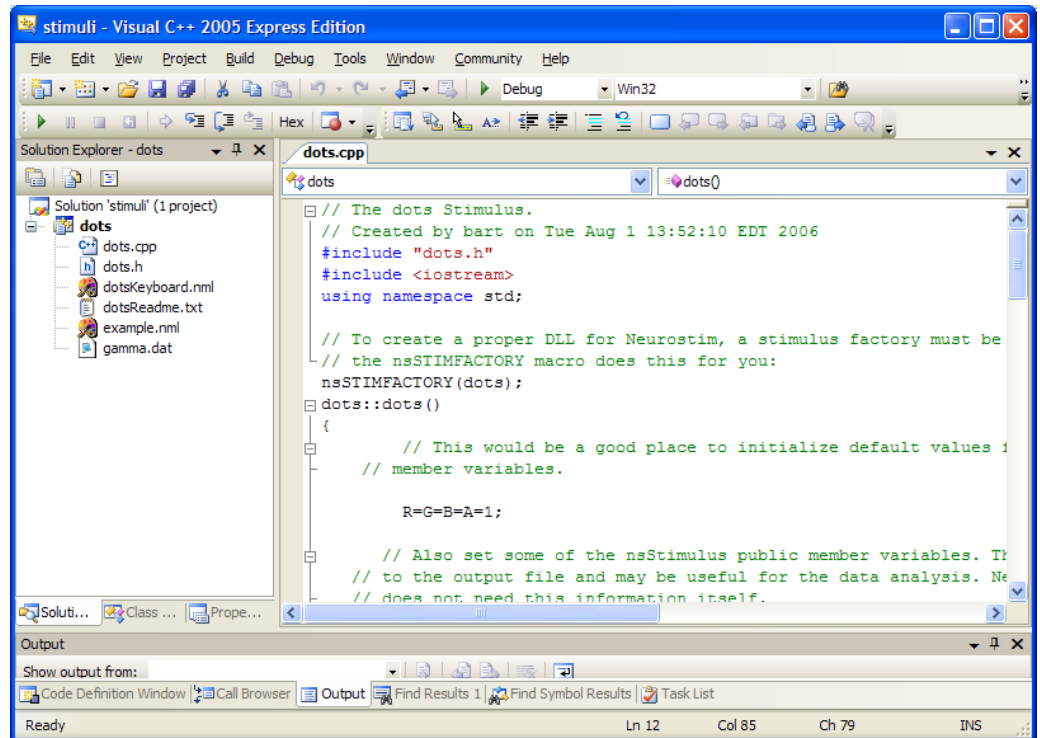 stimuli - Visual C++ 2005 Express Edition
File Edit View Project Build Debug Tools Window Community Help
Debug Win32
Hex
Solution Explorer - dots
dots.cpp
dots dots()
Solution 'stimuli' (1 project)
dots
dots.cpp
dots.h
dotsKeyboard.nml
dotsReadme.txt
example.nml
gamma.dat
// The dots Stimulus.
// Created by bart on Tue Aug 1 13:52:10 EDT 2006
#include "dots.h"
#include <iostream>
using namespace std;
// To create a proper DLL for Neurostim, a stimulus factory must be
// the nsSTIMFACTORY macro does this for you:
nsSTIMFACTORY(dots);
dots::dots()
{
// This would be a good place to initialize default values
// member variables.
R=G=B=A=1;
// Also set some of the nsStimulus public member variables.
// to the output file and may be useful for the data analysis.
// does not need this information itself.
Soluti... Class ... Prope...
Output
Show output from:
Code Definition Window Call Browser Output Find Results 1 Find Symbol Results Task List
Ready Ln 12 Col 85 Ch 79 INS